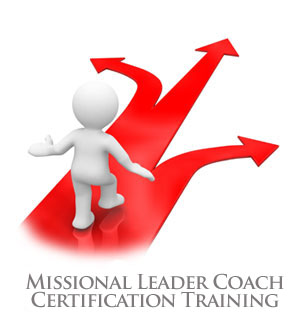 Missional Leader Coach
Certification Training